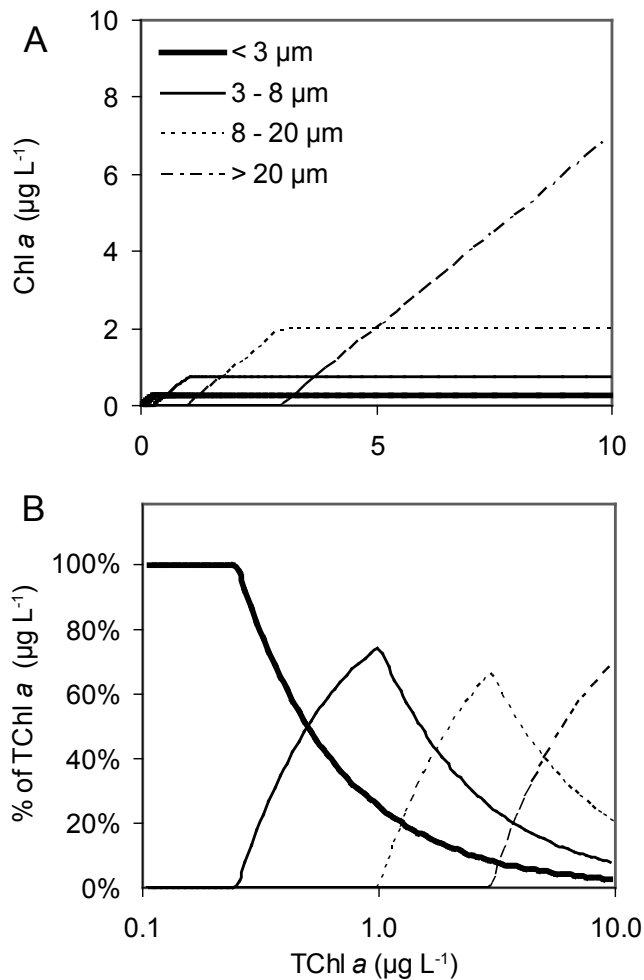 A
10
8
6
4
2
0
Chl a (µg L-1)
< 3 µm
3 - 8 µm
8 - 20 µm
> 20 µm
0
5
10
B
100%
80%
60%
40%
20%
0%
% of TChl a (µg L-1)
0.1
1.0
10.0
TChl a (µg L-1)